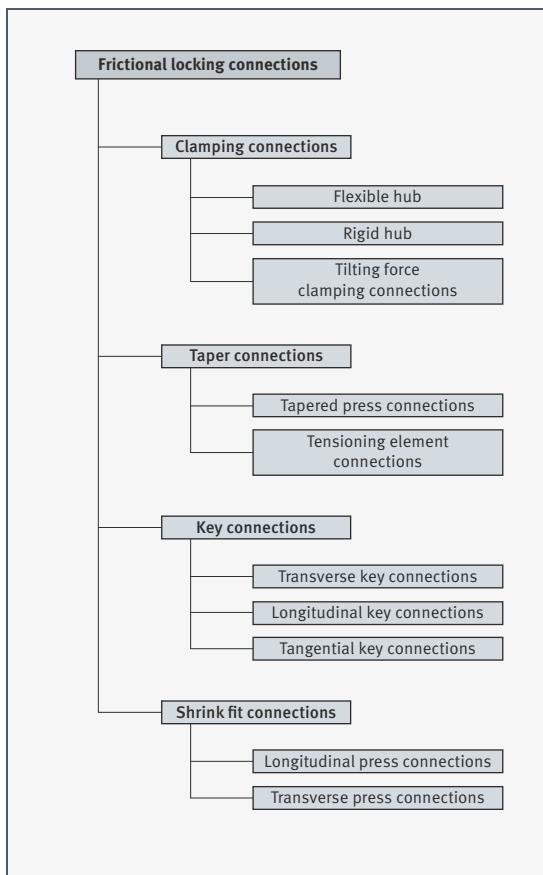 Frictional locking connections
Clamping connections
Flexible hub
Rigid hub
Tilting force
clamping connections
Taper connections
Tapered press connections
Tensioning element
connections
Key connections
Transverse key connections
Longitudinal key connections
Tangential key connections
Shrink fit connections
Longitudinal press connections
Transverse press connections